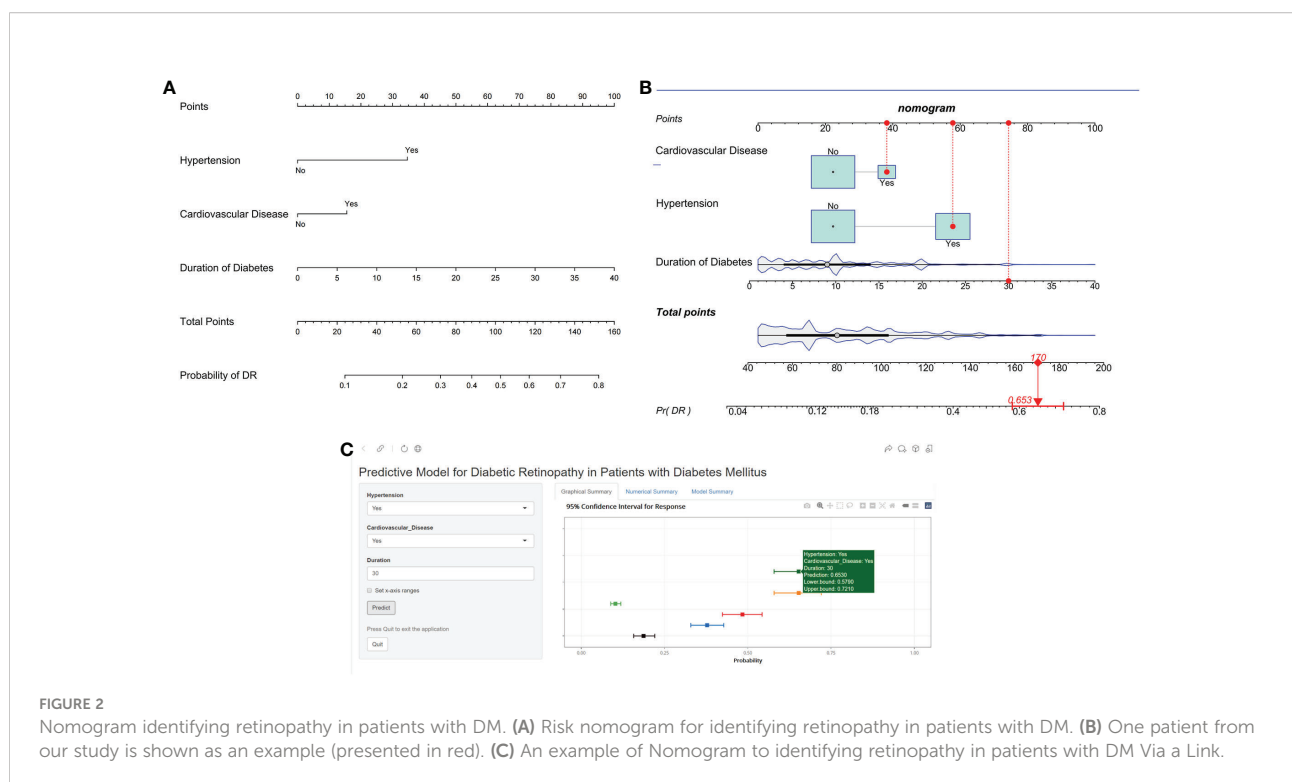 A
Points
0 10 20 30 40 50 60 70 80 90 100
Hypertension
No
Yes
Cardiovascular Disease
No
Yes
Duration of Diabetes
0 5 10 15 20 25 30 35 40
Total Points
0 20 40 60 80 100 120 140 160
Probability of DR
0.1 0.2 0.3 0.4 0.5 0.6 0.7 0.8
B
nomogram
Points
0 20 40 60 80 100
Cardiovascular Disease
No
Yes
Hypertension
No
Yes
Duration of Diabetes
0 5 10 15 20 25 30 35 40
Total points
170
40 60 80 100 120 140 160 180 200
0.653
Pr( DR )
0.04 0.12 0.18 0.4 0.6 0.8
C
Predictive Model for Diabetic Retinopathy in Patients with Diabetes Mellitus
Hypertension
Yes
Cardiovascular_Disease
Yes
Duration
30
Set x-axis ranges
Predict
Press Quit to exit the application
Quit
Graphical Summary Numerical Summary Model Summary
95% Confidence Interval for Response
Hypertension: Yes
Cardiovascular_Disease: Yes
Duration: 30
Prediction: 0.6530
Lower.bound: 0.5790
Upper.bound: 0.7210
0.00 0.25 0.50 0.75 1.00
Probability
FIGURE 2
Nomogram identifying retinopathy in patients with DM. (A) Risk nomogram for identifying retinopathy in patients with DM. (B) One patient from
our study is shown as an example (presented in red). (C) An example of Nomogram to identifying retinopathy in patients with DM Via a Link.